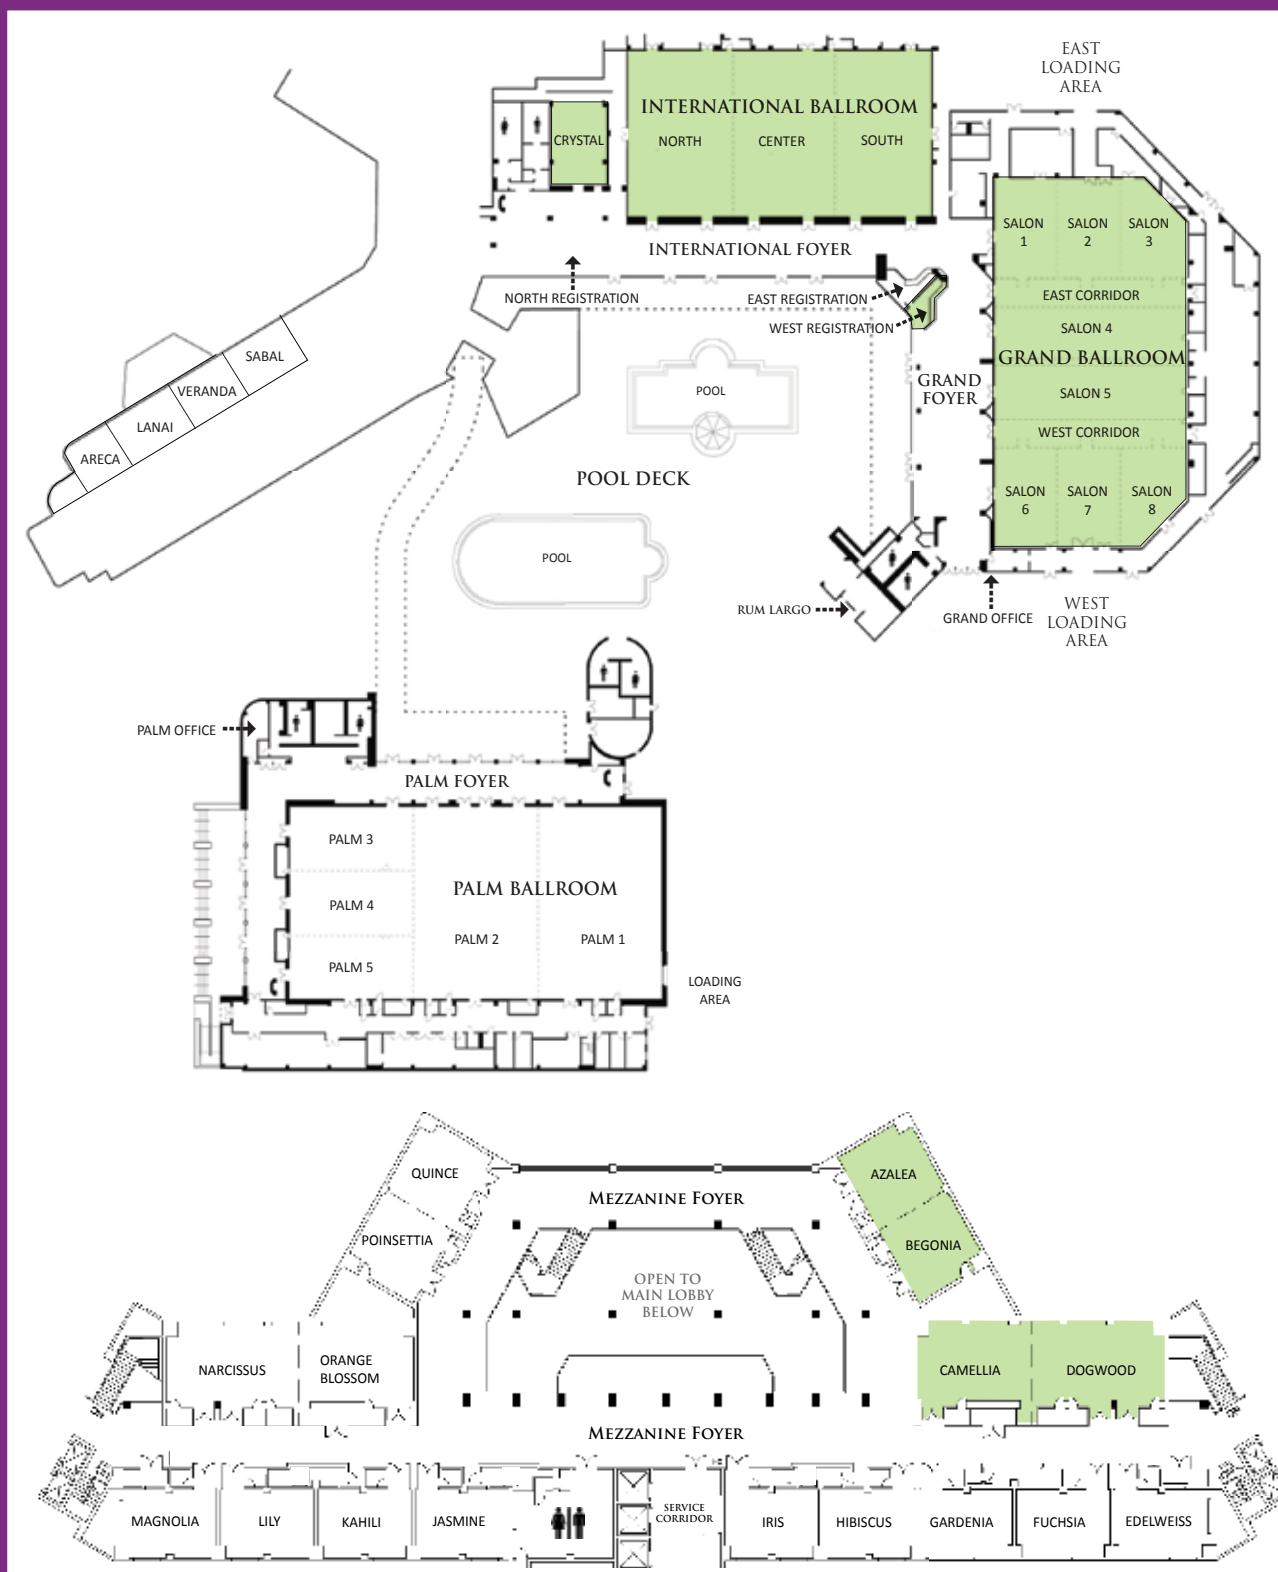 EAST
LOADING
AREA
INTERNATIONAL BALLROOM
CRYSTAL
NORTH
CENTER
SOUTH
SALON
1
SALON
2
SALON
3
INTERNATIONAL FOYER
NORTH REGISTRATION
EAST REGISTRATION
WEST REGISTRATION
EAST CORRIDOR
SALON 4
GRAND BALLROOM
GRAND
FOYER
SALON 5
WEST CORRIDOR
SALON
6
SALON
7
SALON
8
SABAL
VERANDA
LANAI
ARECA
POOL
POOL DECK
POOL
RUM LARGO
GRAND OFFICE
WEST
LOADING
AREA
PALM OFFICE
PALM FOYER
PALM 3
PALM BALLROOM
PALM 4
PALM 2
PALM 1
PALM 5
LOADING
AREA
QUINCE
MEZZANINE FOYER
AZALEA
POINSETTIA
BEGONIA
OPEN TO
MAIN LOBBY
BELOW
NARCISSUS
ORANGE
BLOSSOM
CAMELLIA
DOGWOOD
MEZZANINE FOYER
MAGNOLIA
LILY
KAHILI
JASMINE
SERVICE
CORRIDOR
IRIS
HIBISCUS
GARDENIA
FUCHSIA
EDELWEISS